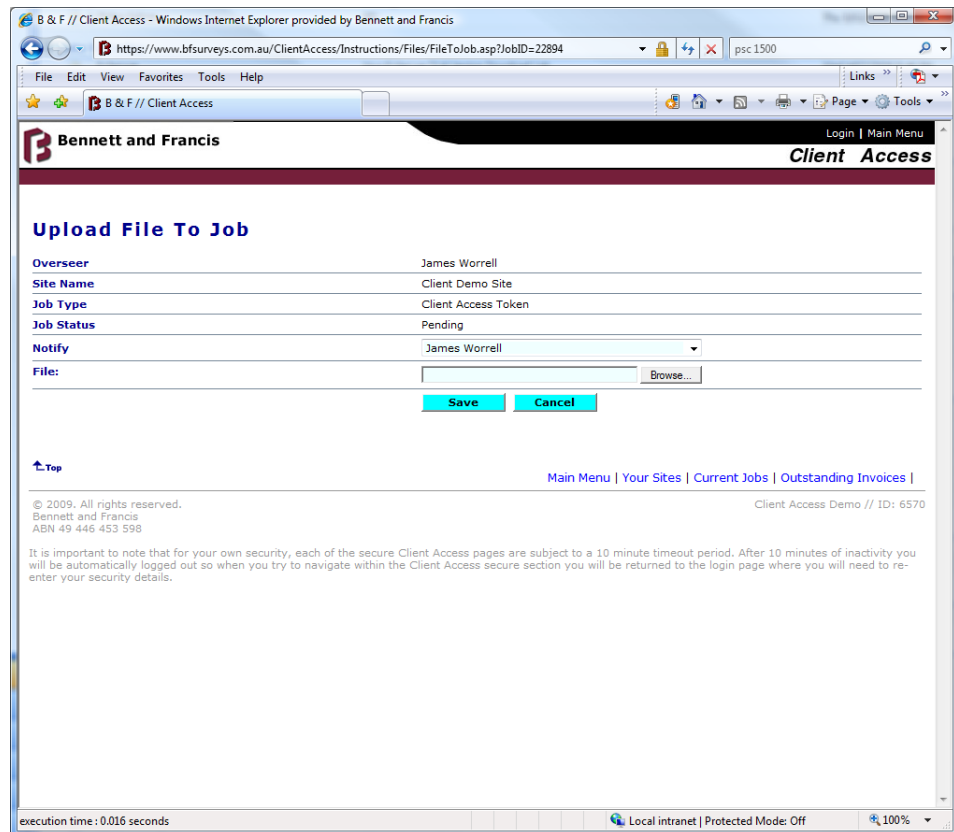 B & F // Client Access - Windows Internet Explorer provided by Bennett and Francis
https://www.bfsurveys.com.au/ClientAccess/Instructions/Files/FileToJob.asp?JobID=22894
psc 1500
File Edit View Favorites Tools Help
Links »
B & F // Client Access
Page Tools »
Bennett and Francis
Login | Main Menu
Client Access
Upload File To Job
Overseer James Worrell
Site Name Client Demo Site
Job Type Client Access Token
Job Status Pending
Notify James Worrell
File: Browse...
Save Cancel
Top
Main Menu | Your Sites | Current Jobs | Outstanding Invoices |
© 2009. All rights reserved.
Client Access Demo // ID: 6570
Bennett and Francis
ABN 49 446 453 598
It is important to note that for your own security, each of the secure Client Access pages are subject to a 10 minute timeout period. After 10 minutes of inactivity you
will be automatically logged out so when you try to navigate within the Client Access secure section you will be returned to the login page where you will need to re-
enter your security details.
execution time : 0.016 seconds
Local intranet | Protected Mode: Off
100%